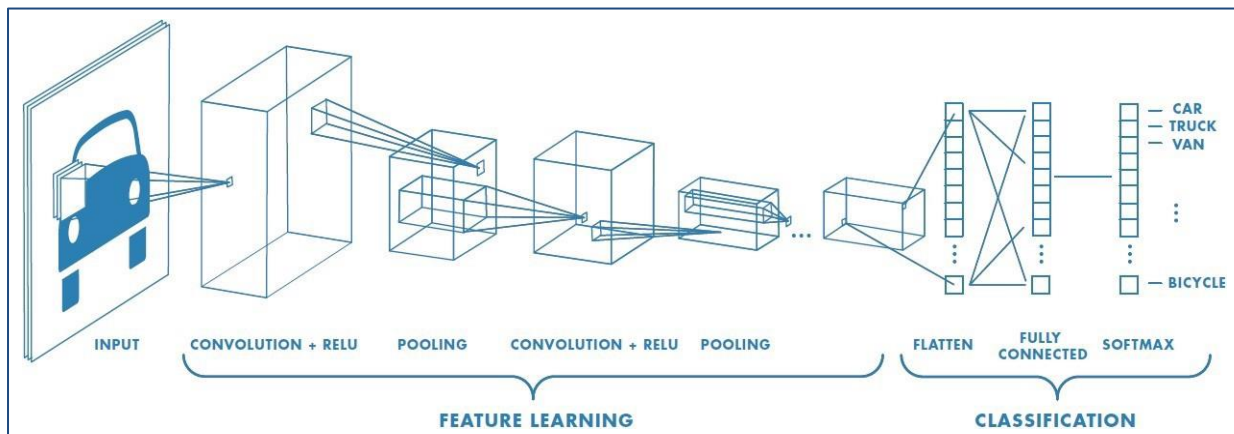 CAR
TRUCK
VAN
BICYCLE
INPUT
CONVOLUTION + RELU
POOLING
CONVOLUTION + RELU
POOLING
FLATTEN
FULLY
CONNECTED
SOFTMAX
FEATURE LEARNING
CLASSIFICATION